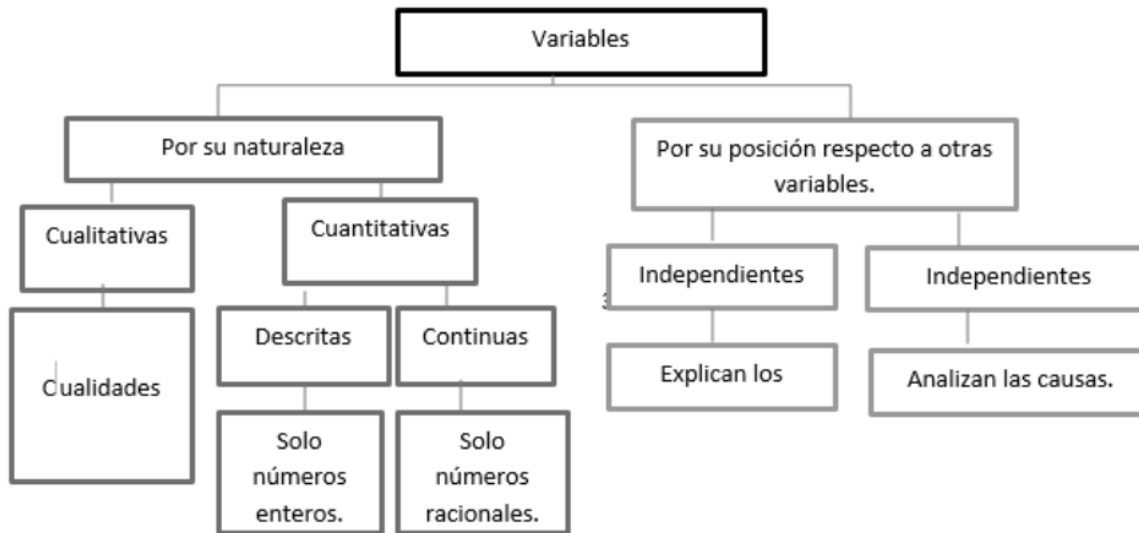 Variables
Por su naturaleza
Por su posición respecto a otras
variables.
Cualitativas
Cuantitativas
Independientes
Independientes
Descritas
Continuas
Explican los
Analizan las causas.
Cualidades
Solo
números
enteros.
Solo
números
racionales.